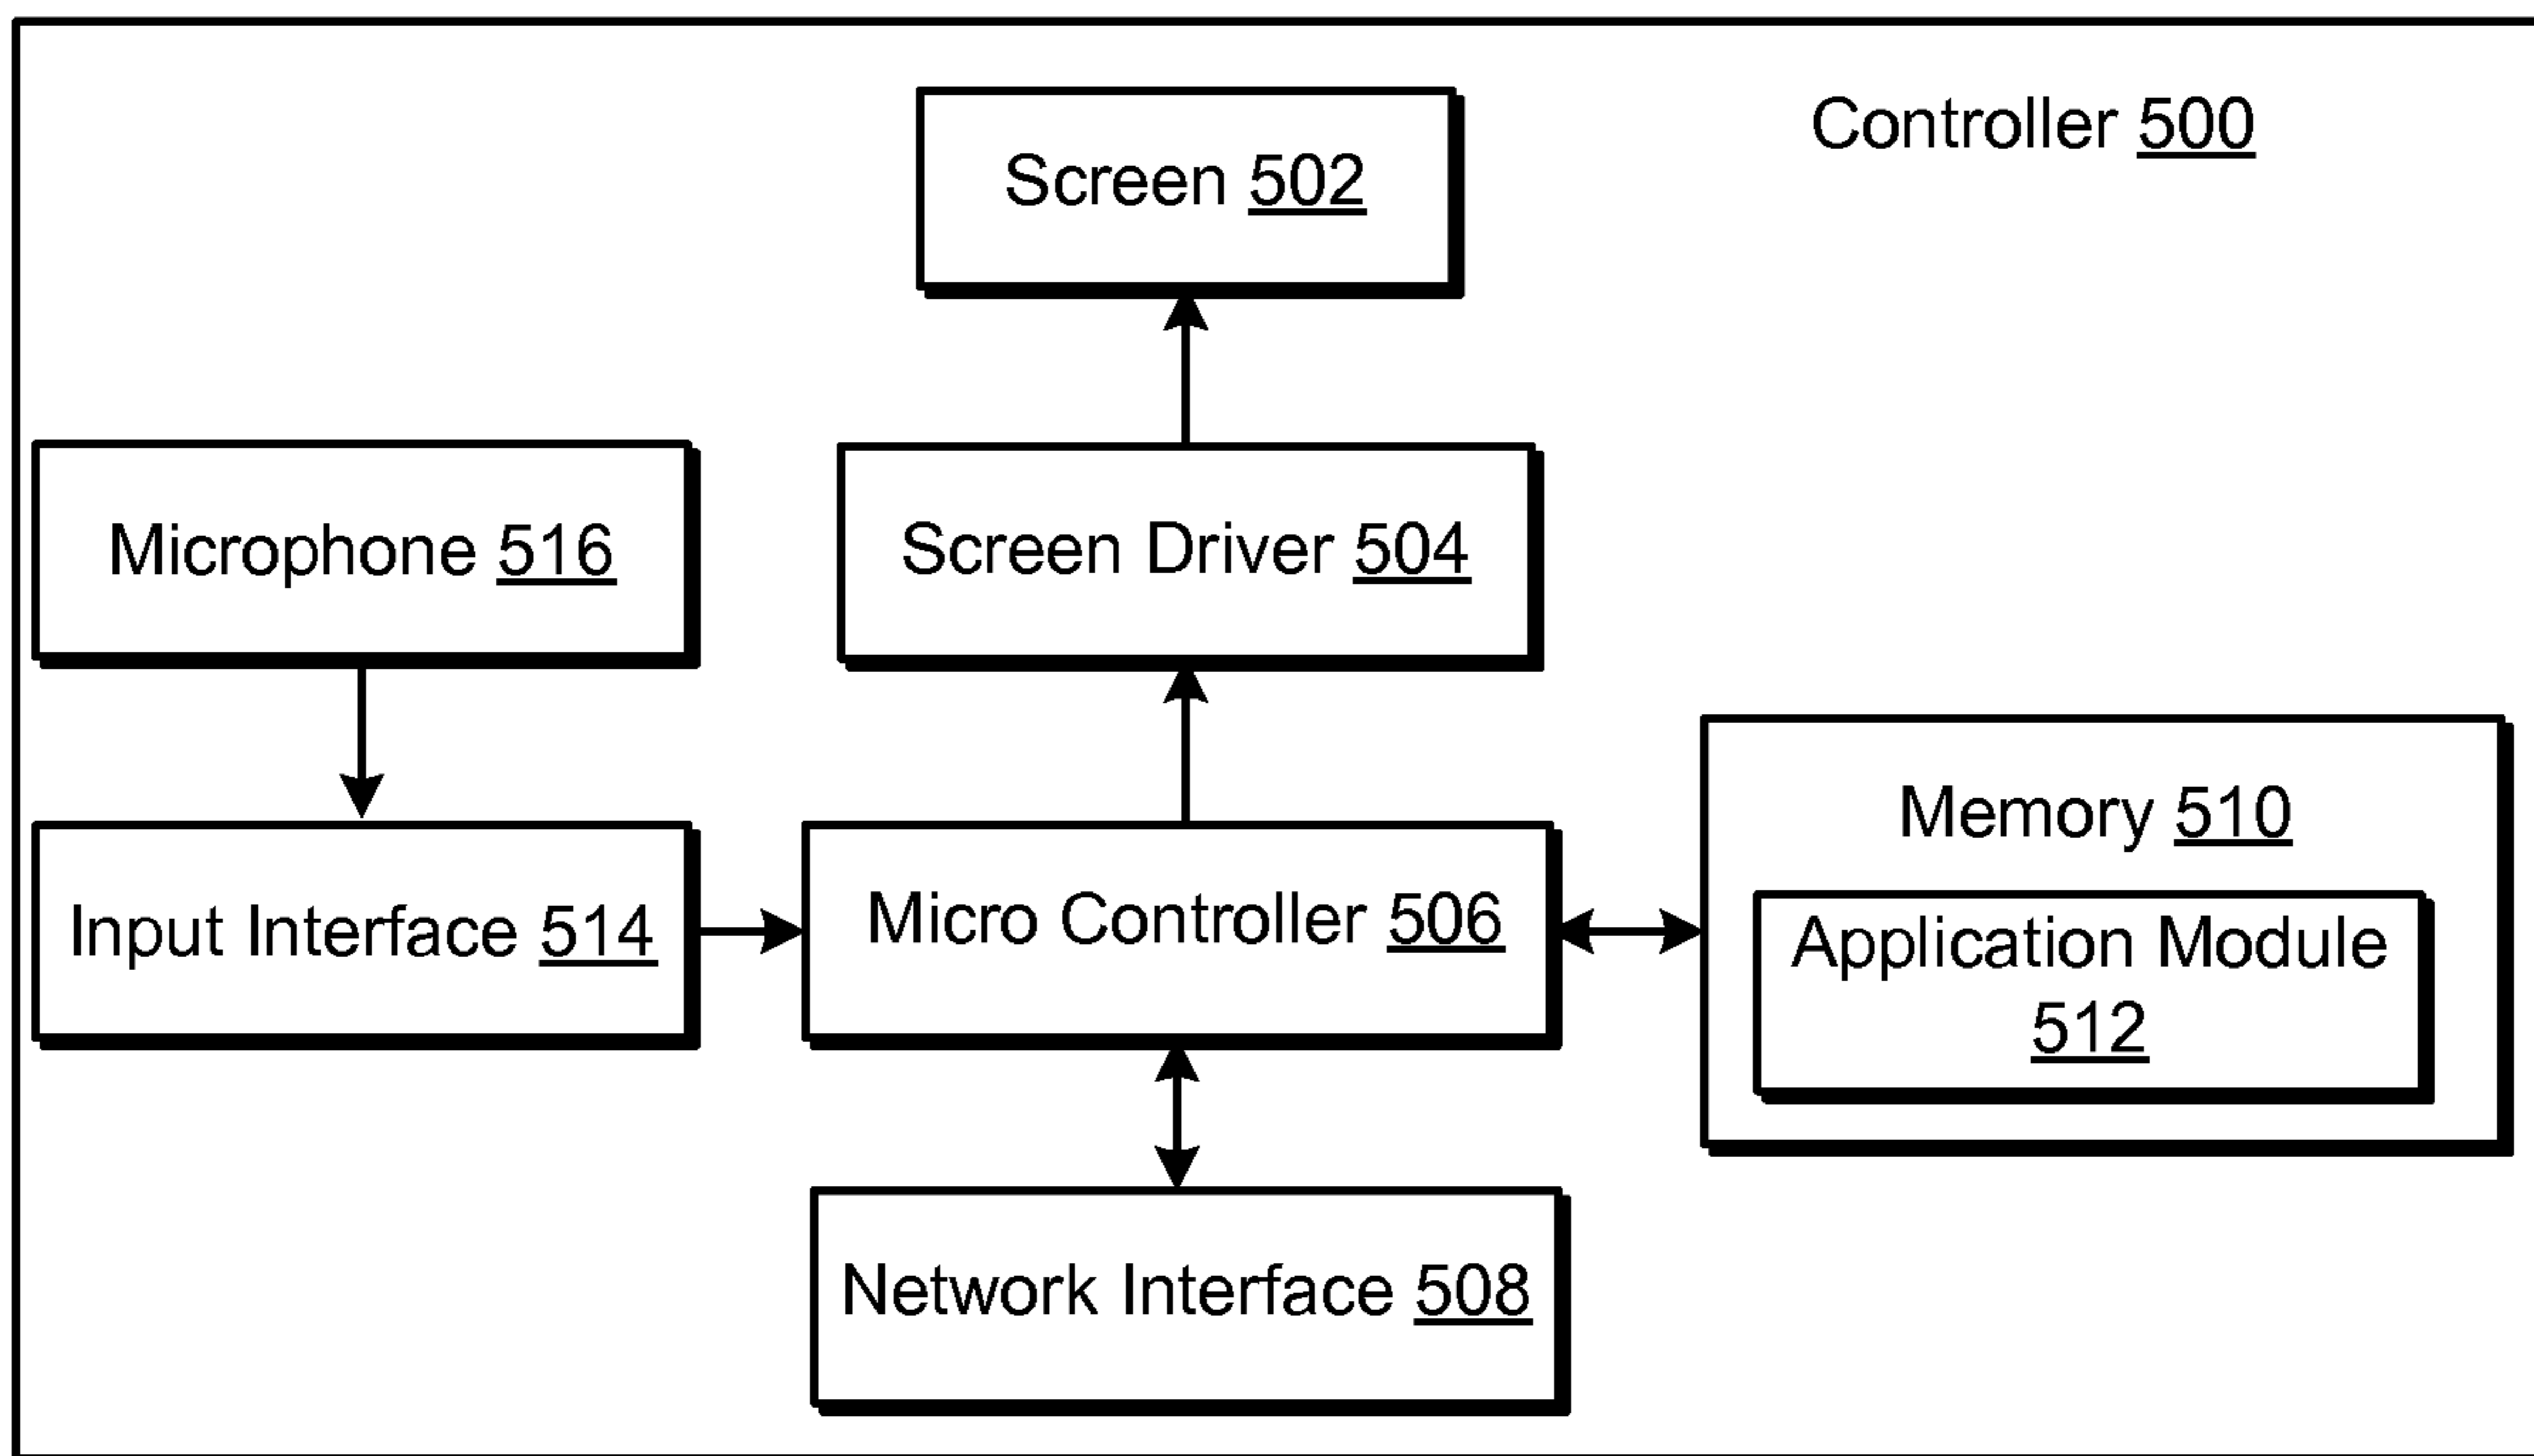 Controller 500
Screen 502
Microphone 516
Screen Driver 504
Memory 510
Input Interface 514
Micro Controller 506
Application Module
512
Network Interface 508